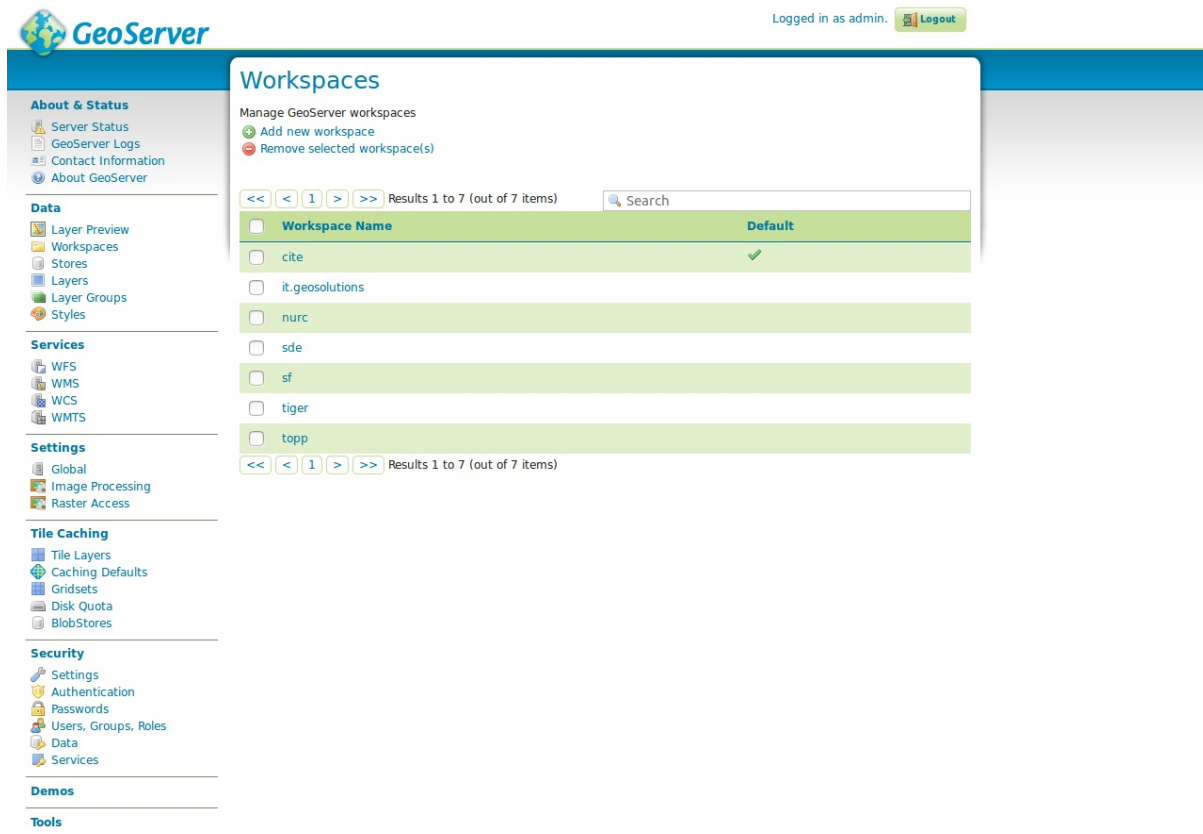 GeoServer
Logged in as admin.
Logout
About & Status
Server Status
GeoServer Logs
Contact Information
About GeoServer
Data
Layer Preview
Workspaces
Stores
Layers
Layer Groups
Styles
Services
WFS
WMS
WCS
WMTS
Settings
Global
Image Processing
Raster Access
Tile Caching
Tile Layers
Caching Defaults
Gridsets
Disk Quota
BlobStores
Security
Settings
Authentication
Passwords
Users, Groups, Roles
Data
Services
Demos
Tools
Workspaces
Manage GeoServer workspaces
Add new workspace
Remove selected workspace(s)
<< < 1 > >> Results 1 to 7 (out of 7 items)
Search
Workspace Name Default
cite
it.geosolutions
nurc
sde
sf
tiger
topp
<< < 1 > >> Results 1 to 7 (out of 7 items)